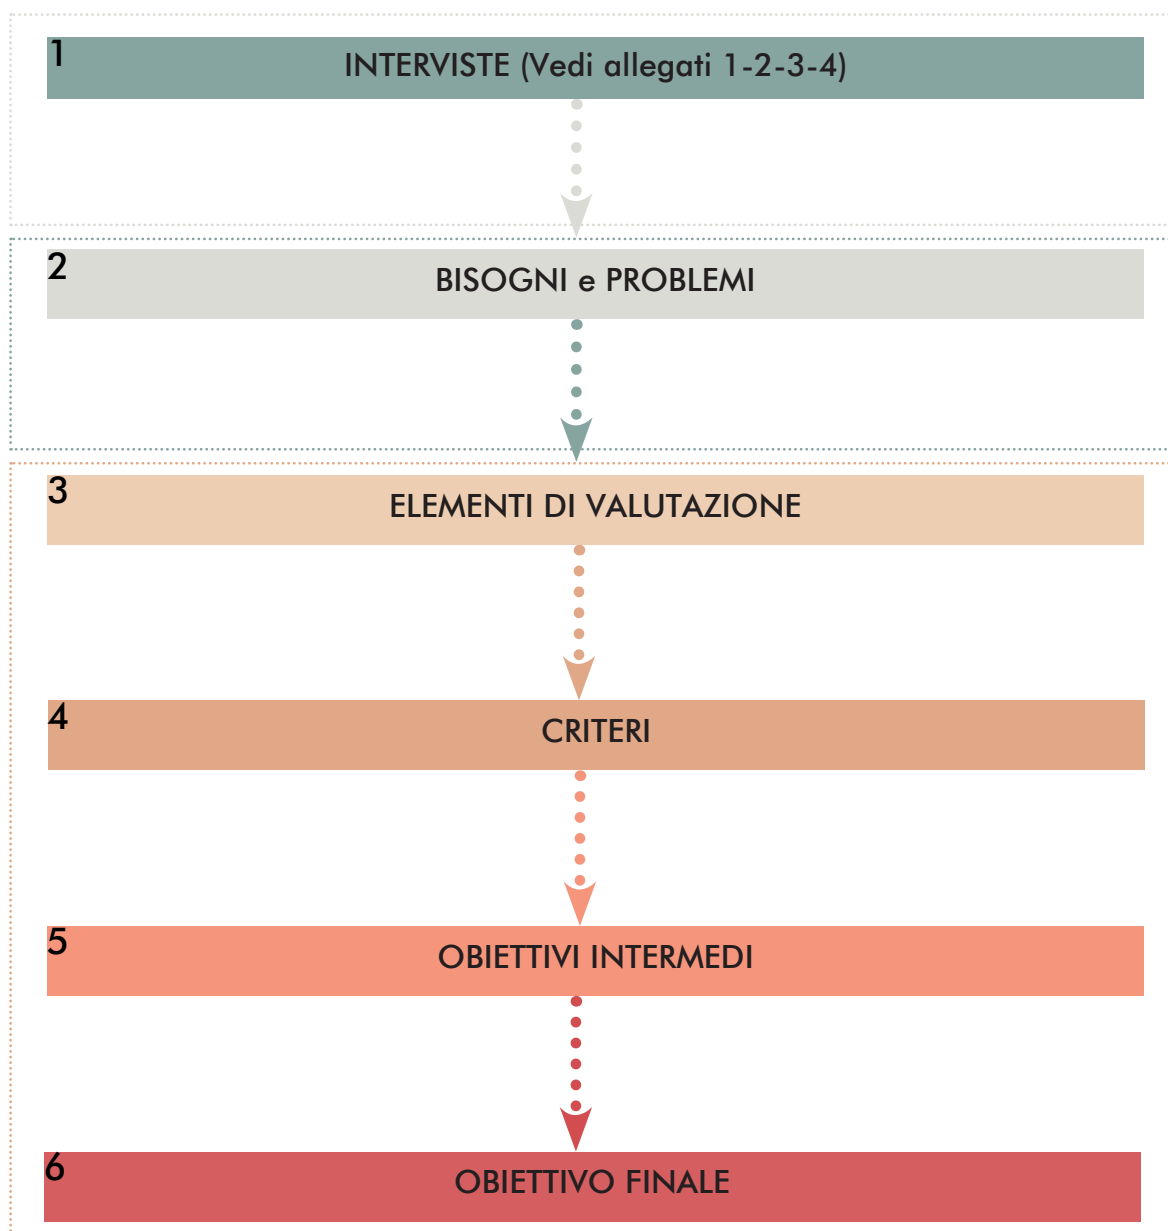 1
INTERVISTE (Vedi allegati 1-2-3-4)
2
BISOGNI e PROBLEMI
3
ELEMENTI DI VALUTAZIONE
4
CRITERI
5
OBIETTIVI INTERMEDI
6
OBIETTIVO FINALE